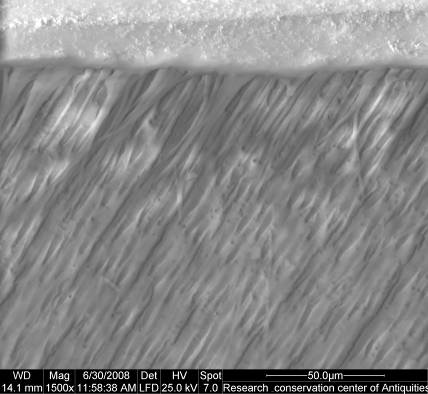 WD Mag 6/30/2008 Det HV Spot 50.0µm
14.1 mm 1500x 11:58:38 AM LFD 25.0 kV 7.0 Research conservation center of Antiquities